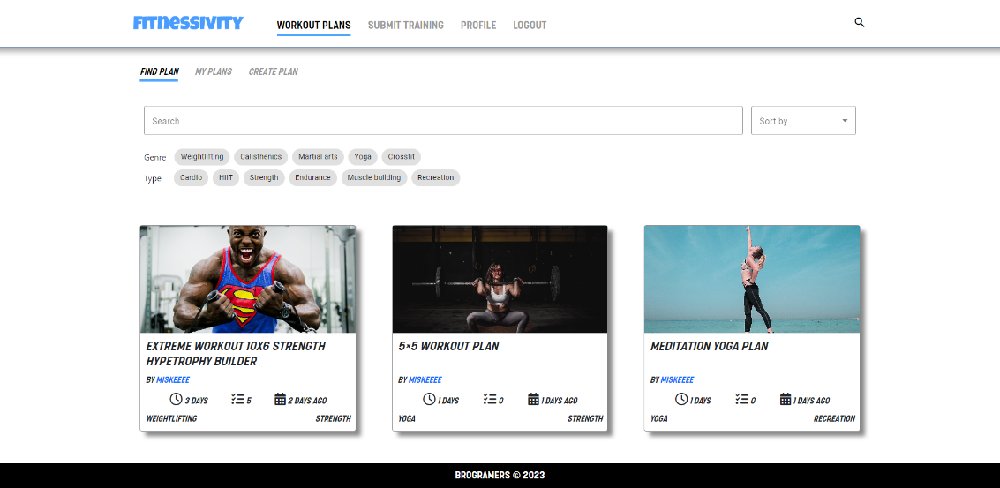 FITNESSIVITY
WORKOUT PLANS SUBMIT TRAINING PROFILE LOGOUT
FIND PLAN MY PLANS CREATE PLAN
Search
Sort by
Genre Weightlifting Calisthenics Martial arts Yoga Crossfit
Type Cardio HIIT Strength Endurance Muscle building Recreation
EXTREME WORKOUT 10X6 STRENGTH
HYPETROPHY BUILDER
BY MISKEEEE
3 DAYS 5 2 DAYS AGO
WEIGHTLIFTING STRENGTH
5×5 WORKOUT PLAN
BY MISKEEEE
1 DAYS 0 1 DAYS AGO
YOGA STRENGTH
MEDITATION YOGA PLAN
BY MISKEEEE
1 DAYS 0 1 DAYS AGO
YOGA RECREATION
BROGRAMERS © 2023